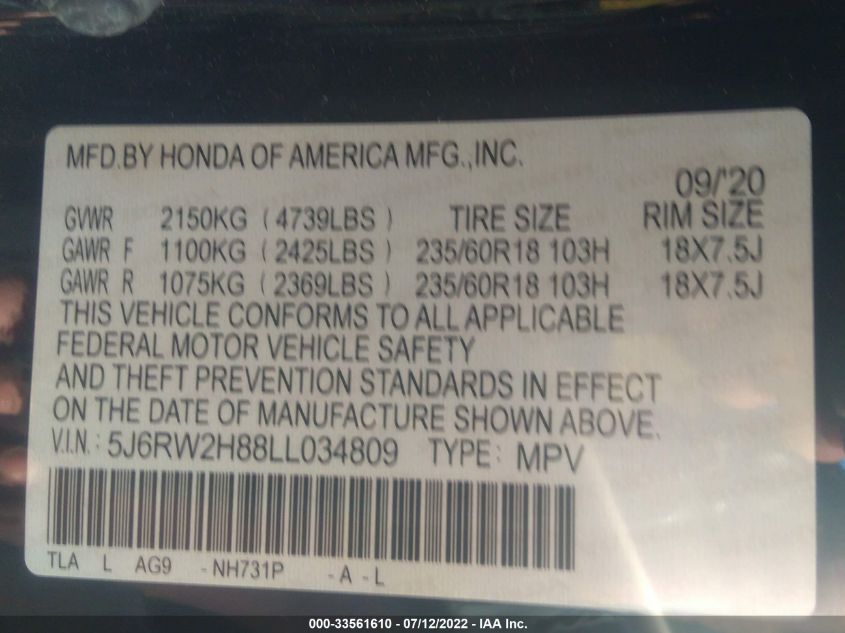 MFD.BY HONDA OF AMERICA MFG.,INC.
09/'20
GVWR 2150KG ( 4739LBS ) TIRE SIZE RIM SIZE
GAWR F 1100KG ( 2425LBS ) 235/60R18 103H 18X7.5J
GAWR R 1075KG ( 2369LBS ) 235/60R18 103H 18X7.5J
THIS VEHICLE CONFORMS TO ALL APPLICABLE
FEDERAL MOTOR VEHICLE SAFETY
AND THEFT PREVENTION STANDARDS IN EFFECT
ON THE DATE OF MANUFACTURE SHOWN ABOVE.
V.I.N.: 5J6RW2H88LL034809 TYPE: MPV
TLA L AG9 -NH731P -A-L
000-33561610 - 07/12/2022 - IAA Inc.